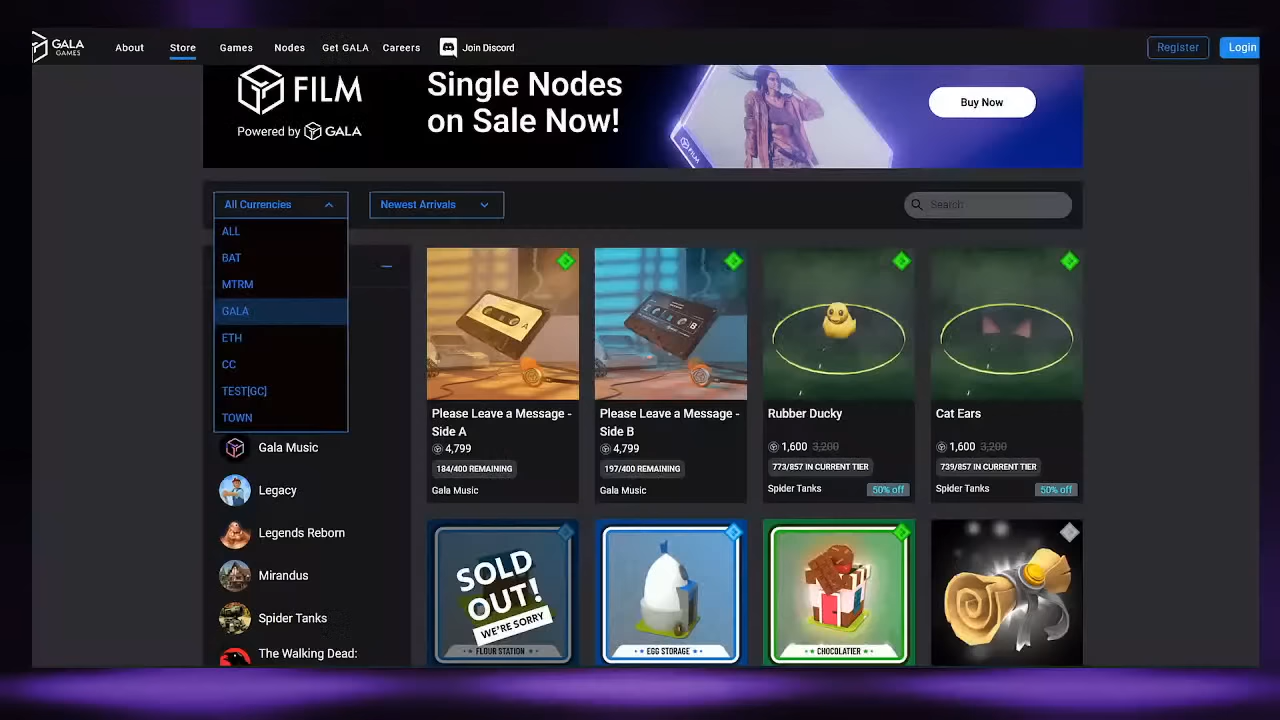 GALA
GAMES
About
Store
Games
Nodes
Get GALA
Careers
Join Discord
Register
Login
FILM
Powered by GALA
Single Nodes
on Sale Now!
FILM
Buy Now
All Currencies
Newest Arrivals
Search
ALL
BAT
MTRM
GALA
ETH
CC
TEST[GC]
TOWN
Gala Music
Legacy
Legends Reborn
Mirandus
Spider Tanks
The Walking Dead:
A
B
Please Leave a Message -
Side A
4,799
184/400 REMAINING
Gala Music
Please Leave a Message -
Side B
4,799
197/400 REMAINING
Gala Music
Rubber Ducky
1,600 3,200
773/857 IN CURRENT TIER
Spider Tanks
50% off
Cat Ears
1,600 3,200
739/857 IN CURRENT TIER
Spider Tanks
50% off
SOLD
OUT!
WE'RE SORRY
FLOUR STATION
EGG STORAGE
CHOCOLATIER